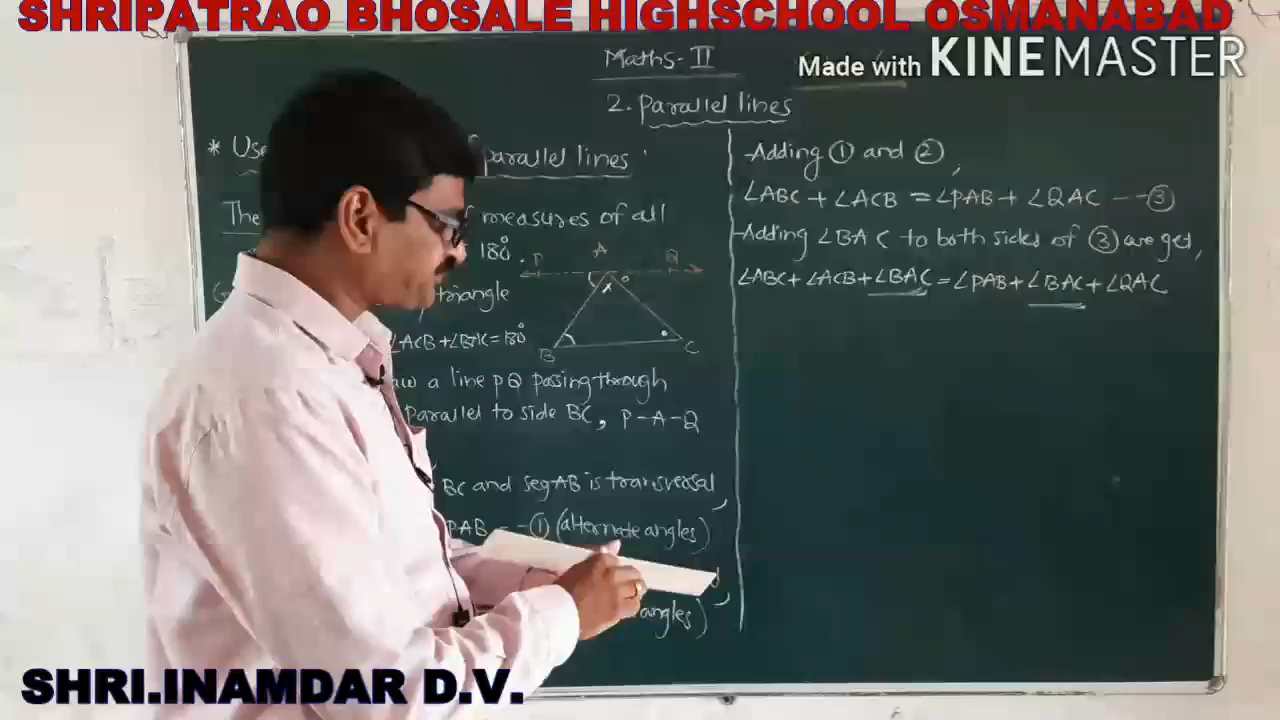 SHRIPATRAO BHOSALE HIGHSCHOOL OSMANABAD
Made with KINEMASTER
Maths-II
2. Parallel lines
* Use parallel lines
The measures of all
180°.
triangle
∠ACB + ∠BAC = 180°
P A Q
B C
a line PQ passing through
Parallel to side BC, P-A-Q
BC and seg AB is transversal,
PAB - - ① (alternate angles)
angles)
Adding ① and ②,
∠ABC + ∠ACB = ∠PAB + ∠QAC - - ③
Adding ∠BAC to both sides of ③ are get,
∠ABC + ∠ACB + ∠BAC = ∠PAB + ∠BAC + ∠QAC
SHRI.INAMDAR D.V.